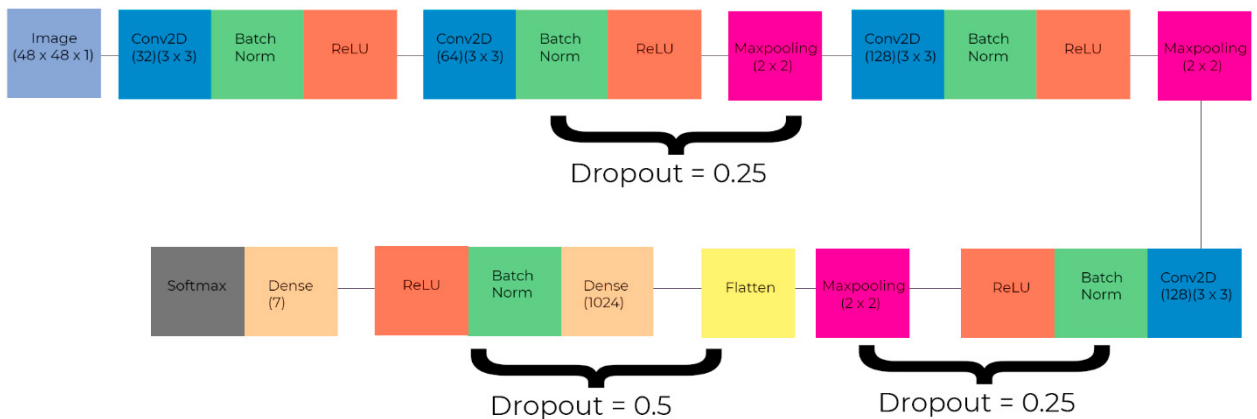 Image
(48 x 48 x 1)
Conv2D
(32)(3 x 3)
Batch
Norm
ReLU
Conv2D
(64)(3 x 3)
Batch
Norm
ReLU
Maxpooling
(2 x 2)
Conv2D
(128)(3 x 3)
Batch
Norm
ReLU
Maxpooling
(2 x 2)
Dropout = 0.25
Softmax
Dense
(7)
ReLU
Batch
Norm
Dense
(1024)
Flatten
Maxpooling
(2 x 2)
ReLU
Batch
Norm
Conv2D
(128)(3 x 3)
Dropout = 0.5
Dropout = 0.25